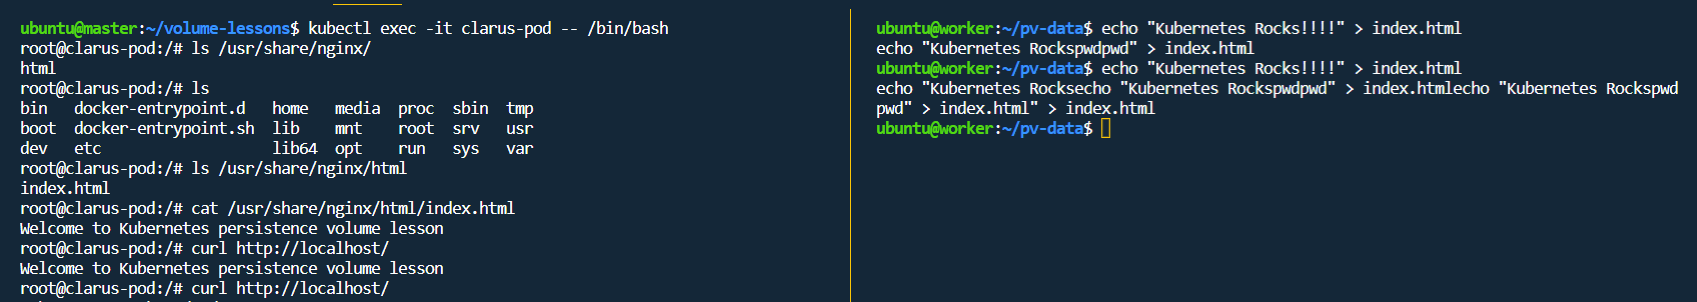 ubuntu@master:~/volume-lessons$ kubectl exec -it clarus-pod -- /bin/bash
root@clarus-pod:/# ls /usr/share/nginx/
html
root@clarus-pod:/# ls
bin   docker-entrypoint.d   home   media  proc  sbin  tmp
boot  docker-entrypoint.sh  lib    mnt    root  srv   usr
dev   etc                   lib64  opt    run   sys   var
root@clarus-pod:/# ls /usr/share/nginx/html
index.html
root@clarus-pod:/# cat /usr/share/nginx/html/index.html
Welcome to Kubernetes persistence volume lesson
root@clarus-pod:/# curl http://localhost/
Welcome to Kubernetes persistence volume lesson
root@clarus-pod:/# curl http://localhost/
ubuntu@worker:~/pv-data$ echo "Kubernetes Rocks!!!!" > index.html
echo "Kubernetes Rockspwdpwd" > index.html
ubuntu@worker:~/pv-data$ echo "Kubernetes Rocks!!!!" > index.html
echo "Kubernetes Rocksecho "Kubernetes Rockspwdpwd" > index.htmlecho "Kubernetes Rockspwd
pwd" > index.html" > index.html
ubuntu@worker:~/pv-data$